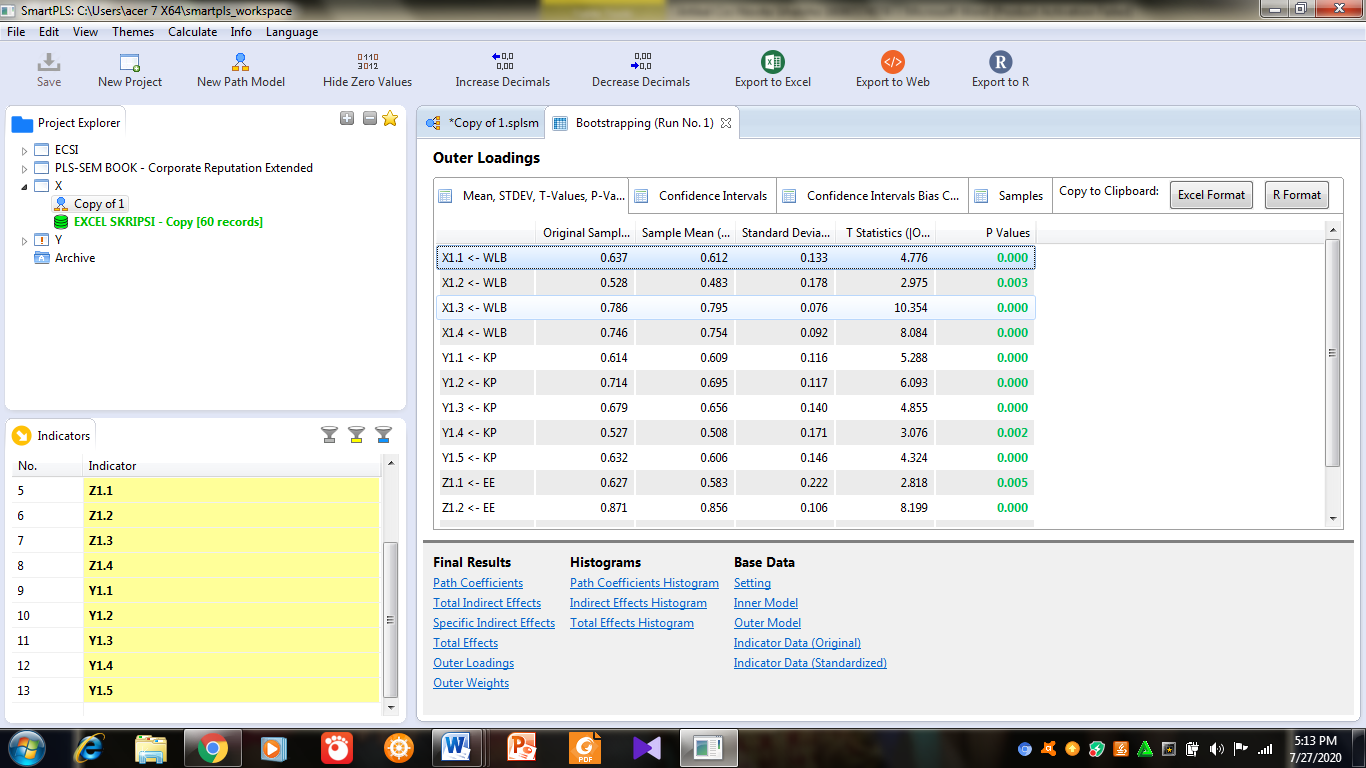 SmartPLS: C:\Users\acer 7 X64\smartpls_workspace
File Edit View Themes Calculate Info Language
0110
3012
0,0
0,00
0,00
0,0
R
Save New Project New Path Model Hide Zero Values Increase Decimals Decrease Decimals Export to Excel Export to Web Export to R
Project Explorer
ECSI
PLS-SEM BOOK - Corporate Reputation Extended
X
Copy of 1
EXCEL SKRIPSI - Copy [60 records]
Y
Archive
Indicators
No. Indicator
5 Z1.1
6 Z1.2
7 Z1.3
8 Z1.4
9 Y1.1
10 Y1.2
11 Y1.3
12 Y1.4
13 Y1.5
*Copy of 1.splsm Bootstrapping (Run No. 1)
Outer Loadings
Mean, STDEV, T-Values, P-Va... Confidence Intervals Confidence Intervals Bias C... Samples Copy to Clipboard: Excel Format R Format
Original Sampl... Sample Mean (... Standard Devia... T Statistics (|O... P Values
X1.1 <- WLB 0.637 0.612 0.133 4.776 0.000
X1.2 <- WLB 0.528 0.483 0.178 2.975 0.003
X1.3 <- WLB 0.786 0.795 0.076 10.354 0.000
X1.4 <- WLB 0.746 0.754 0.092 8.084 0.000
Y1.1 <- KP 0.614 0.609 0.116 5.288 0.000
Y1.2 <- KP 0.714 0.695 0.117 6.093 0.000
Y1.3 <- KP 0.679 0.656 0.140 4.855 0.000
Y1.4 <- KP 0.527 0.508 0.171 3.076 0.002
Y1.5 <- KP 0.632 0.606 0.146 4.324 0.000
Z1.1 <- EE 0.627 0.583 0.222 2.818 0.005
Z1.2 <- EE 0.871 0.856 0.106 8.199 0.000
Final Results Histograms Base Data
Path Coefficients Path Coefficients Histogram Setting
Total Indirect Effects Indirect Effects Histogram Inner Model
Specific Indirect Effects Total Effects Histogram Outer Model
Total Effects Indicator Data (Original)
Outer Loadings Indicator Data (Standardized)
Outer Weights
PDF
5:13 PM
7/27/2020